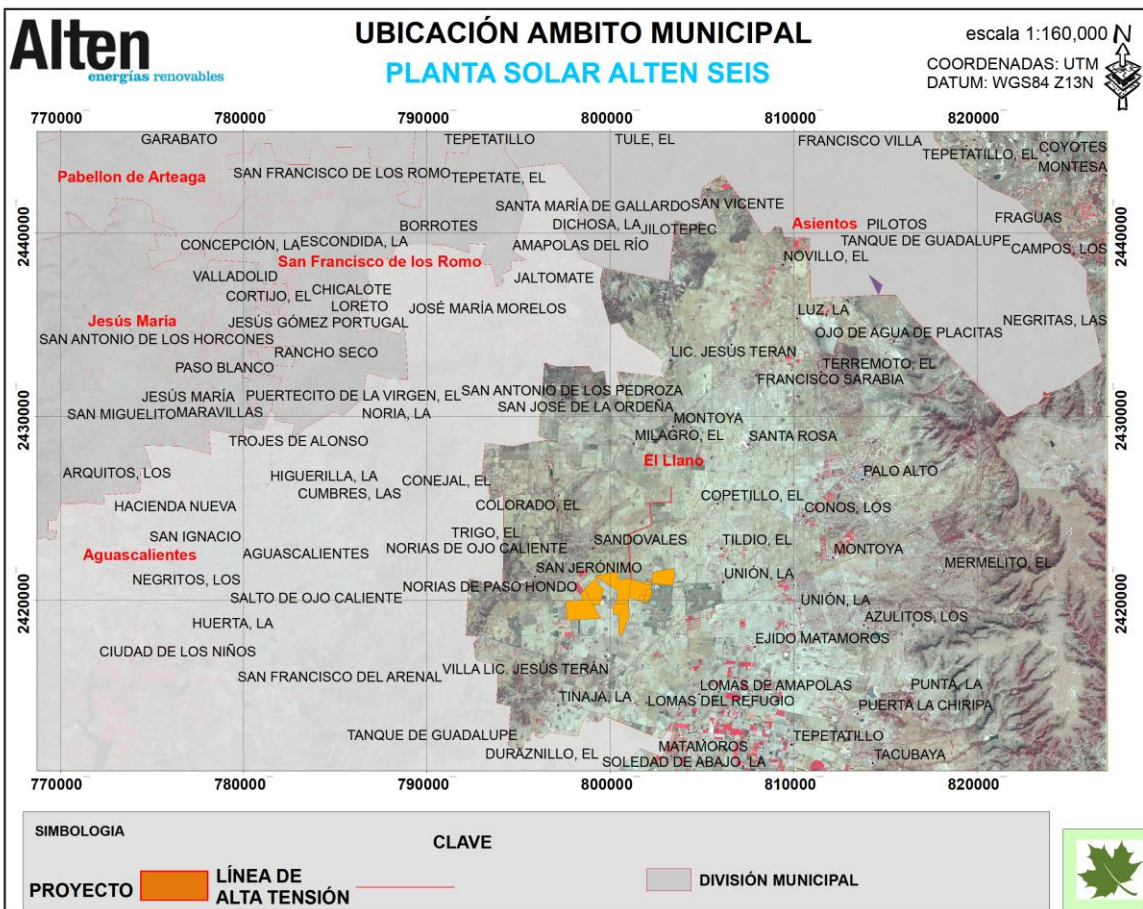 Alten
energías renovables
UBICACIÓN AMBITO MUNICIPAL
PLANTA SOLAR ALTEN SEIS
escala 1:160,000 N
COORDENADAS: UTM
DATUM: WGS84 Z13N
770000 780000 790000 800000 810000 820000
GARABATO TEPETATILLO TULE, EL FRANCISCO VILLA
TEPETATILLO, EL COYOTES
MONTESA
Pabellon de Arteaga SAN FRANCISCO DE LOS ROMO TEPETATE, EL
SANTA MARÍA DE GALLARDO SAN VICENTE
BORROTES DICHOSA, LA JILOTEPEC Asientos PILOTOS FRAGUAS
2440000 2440000
CONCEPCIÓN, LA ESCONDIDA, LA AMAPOLAS DEL RÍO TANQUE DE GUADALUPE CAMPOS, LOS
San Francisco de los Romo NOVILLO, EL
VALLADOLID JALTOMATE
CORTIJO, EL CHICALOTE
LORETO JOSÉ MARÍA MORELOS LUZ, LA
Jesús María JESÚS GÓMEZ PORTUGAL NEGRITAS, LAS
SAN ANTONIO DE LOS HORCONES OJO DE AGUA DE PLACITAS
RANCHO SECO LIC. JESÚS TERÁN
PASO BLANCO TERREMOTO, EL
FRANCISCO SARABIA
JESÚS MARÍA PUERTECITO DE LA VIRGEN, EL SAN ANTONIO DE LOS PEDROZA
SAN MIGUELITO MARAVILLAS NORIA, LA SAN JOSÉ DE LA ORDEÑA
2430000 MONTOYA 2430000
TROJES DE ALONSO MILAGRO, EL SANTA ROSA
El Llano
ARQUITOS, LOS HIGUERILLA, LA CONEJAL, EL PALO ALTO
CUMBRES, LAS COPETILLO, EL
HACIENDA NUEVA COLORADO, EL CONOS, LOS
SAN IGNACIO TRIGO, EL
Aguascalientes AGUASCALIENTES NORIAS DE OJO CALIENTE SANDOVALES TILDIO, EL MONTOYA
SAN JERÓNIMO MERMELITO, EL
NEGRITOS, LOS NORIAS DE PASO HONDO UNIÓN, LA
2420000 SALTO DE OJO CALIENTE UNIÓN, LA 2420000
HUERTA, LA AZULITOS, LOS
EJIDO MATAMOROS
CIUDAD DE LOS NIÑOS
SAN FRANCISCO DEL ARENAL VILLA LIC. JESÚS TERÁN
TINAJA, LA LOMAS DE AMAPOLAS PUNTA, LA
LOMAS DEL REFUGIO PUERTA LA CHIRIPA
TANQUE DE GUADALUPE TEPETATILLO
DURAZNILLO, EL MATAMOROS TACUBAYA
SOLEDAD DE ABAJO, LA
770000 780000 790000 800000 810000 820000
SIMBOLOGIA
CLAVE
PROYECTO
LÍNEA DE
ALTA TENSIÓN
DIVISIÓN MUNICIPAL